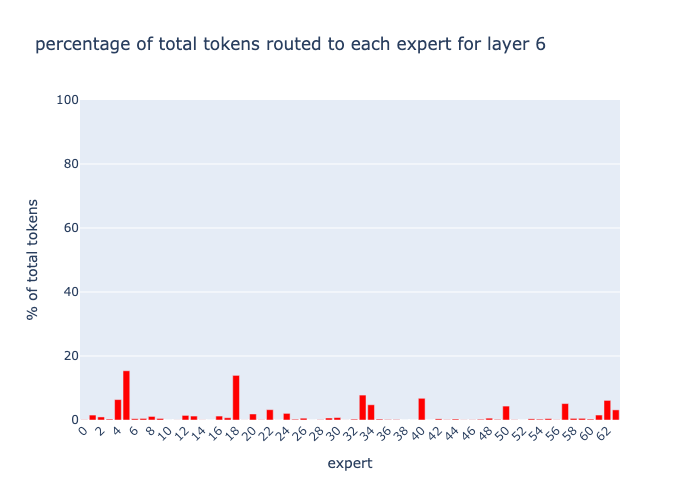 percentage of total tokens routed to each expert for layer 6
100
80
60
40
20
0
% of total tokens
0 2 4 6 8 10 12 14 16 18 20 22 24 26 28 30 32 34 36 38 40 42 44 46 48 50 52 54 56 58 60 62
expert